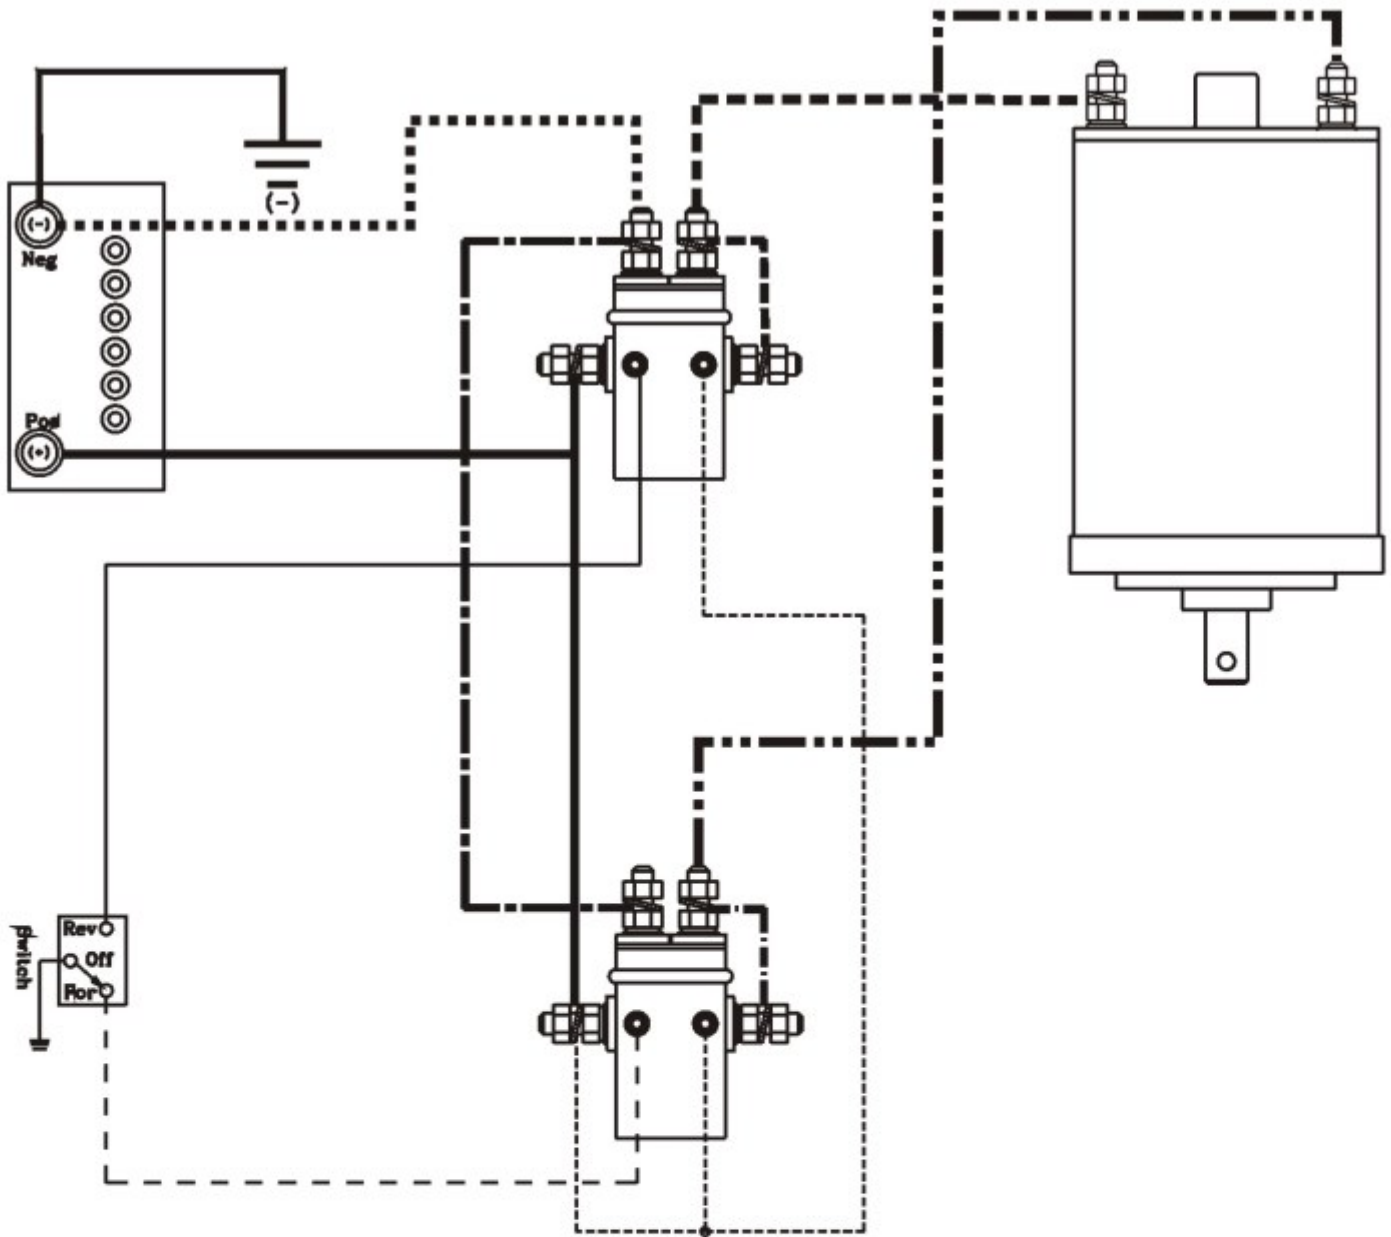 (-)
(-)
Neg
Pos
(+)
Rev
Off
For
Switch